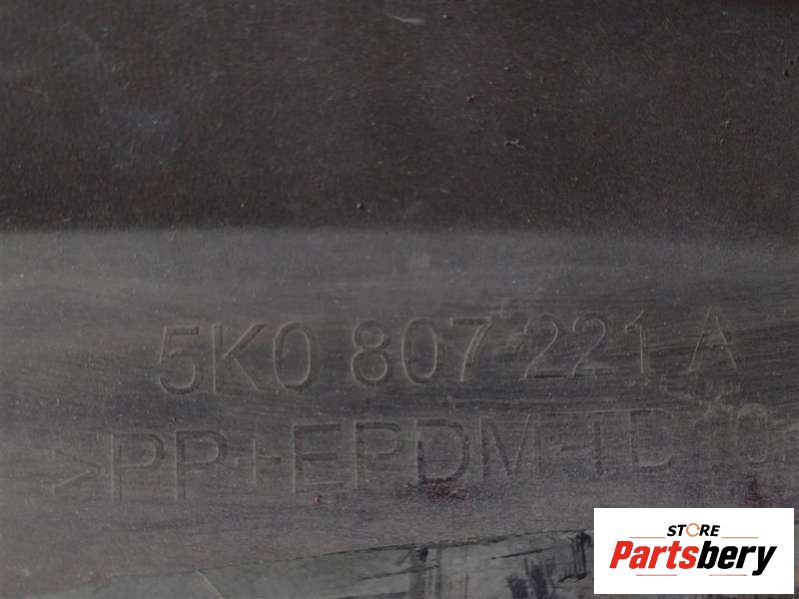 5K0 807 221 A
>PP+EPDM-TD10
STORE
Partsbery